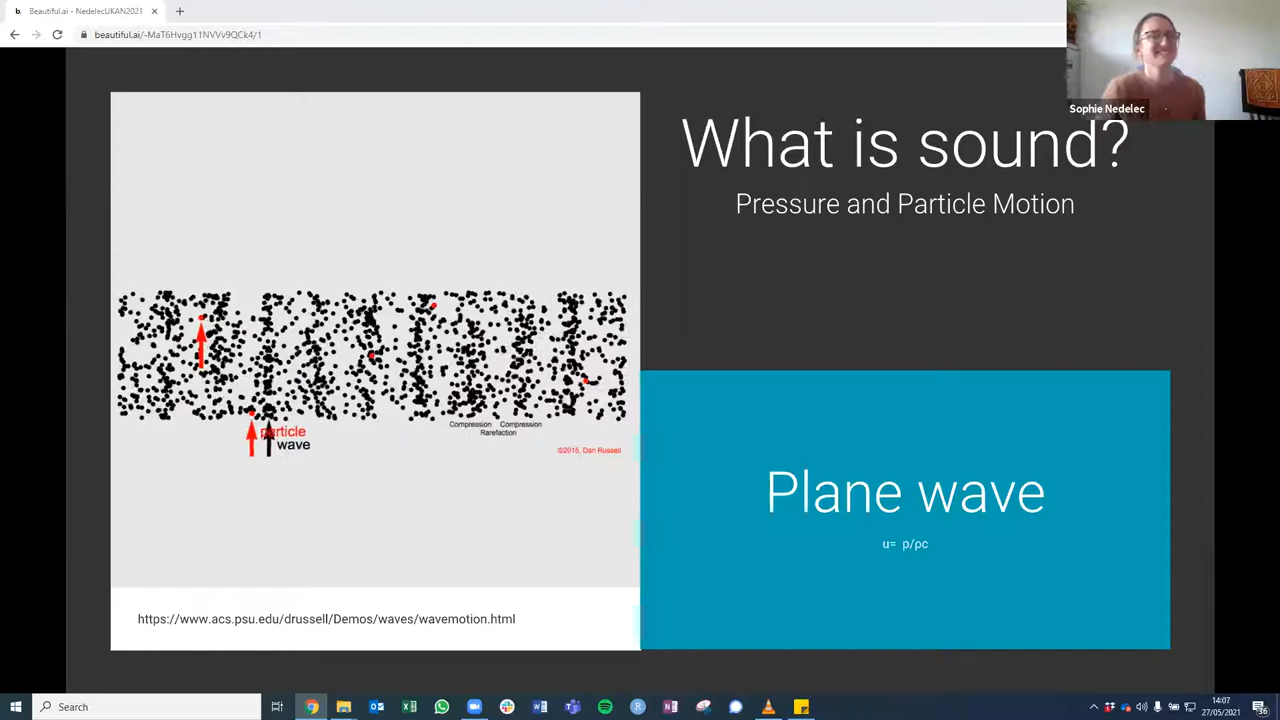 Beautiful.ai - NedelecUKAN2021
beautiful.ai/-MaT6Hvgg11NVVv9QCk4/1
Sophie Nedelec
What is sound?
Pressure and Particle Motion
particle
wave
Compression Compression
Rarefaction
©2015, Dan Russell
Plane wave
u= p/ρc
https://www.acs.psu.edu/drussell/Demos/waves/wavemotion.html
Search
14:07
27/05/2021
36